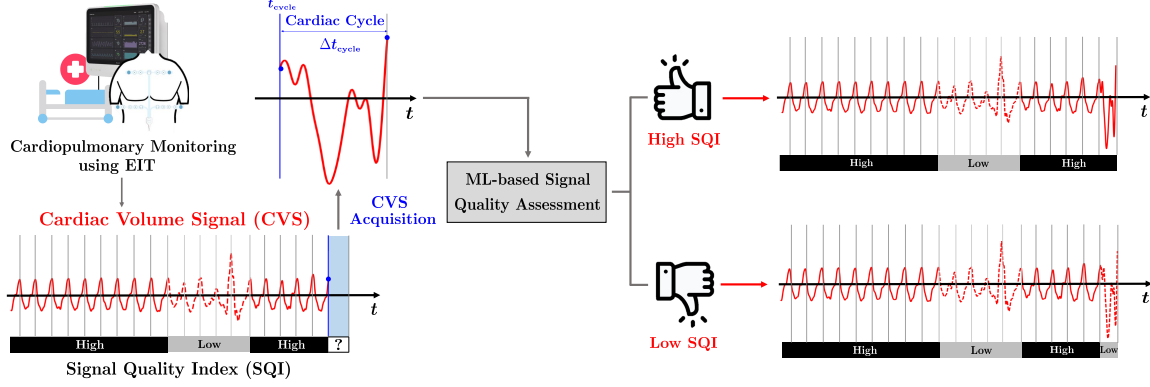 Cardiopulmonary Monitoring
using EIT
Cardiac Volume Signal (CVS)
t
High
Low
High
?
Signal Quality Index (SQI)
t_cycle
Cardiac Cycle
Δt_cycle
t
CVS
Acquisition
ML-based Signal
Quality Assessment
High SQI
t
High
Low
High
Low SQI
t
High
Low
High
Low